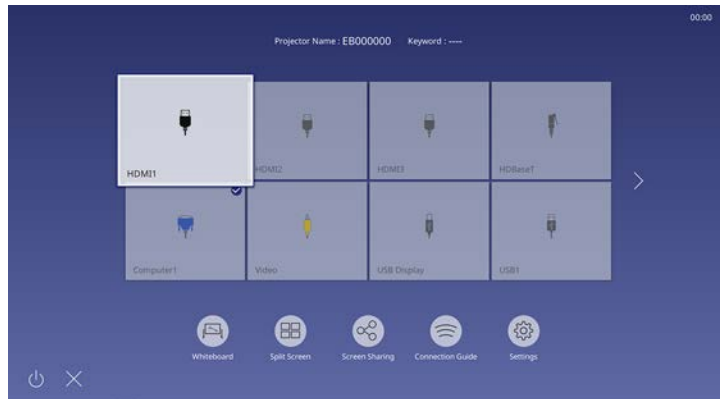 00:00
Projector Name : EB000000 Keyword : ----
HDMI1
HDMI2
HDMI3
HDBaseT
Computer1
Video
USB Display
USB1
Whiteboard
Split Screen
Screen Sharing
Connection Guide
Settings